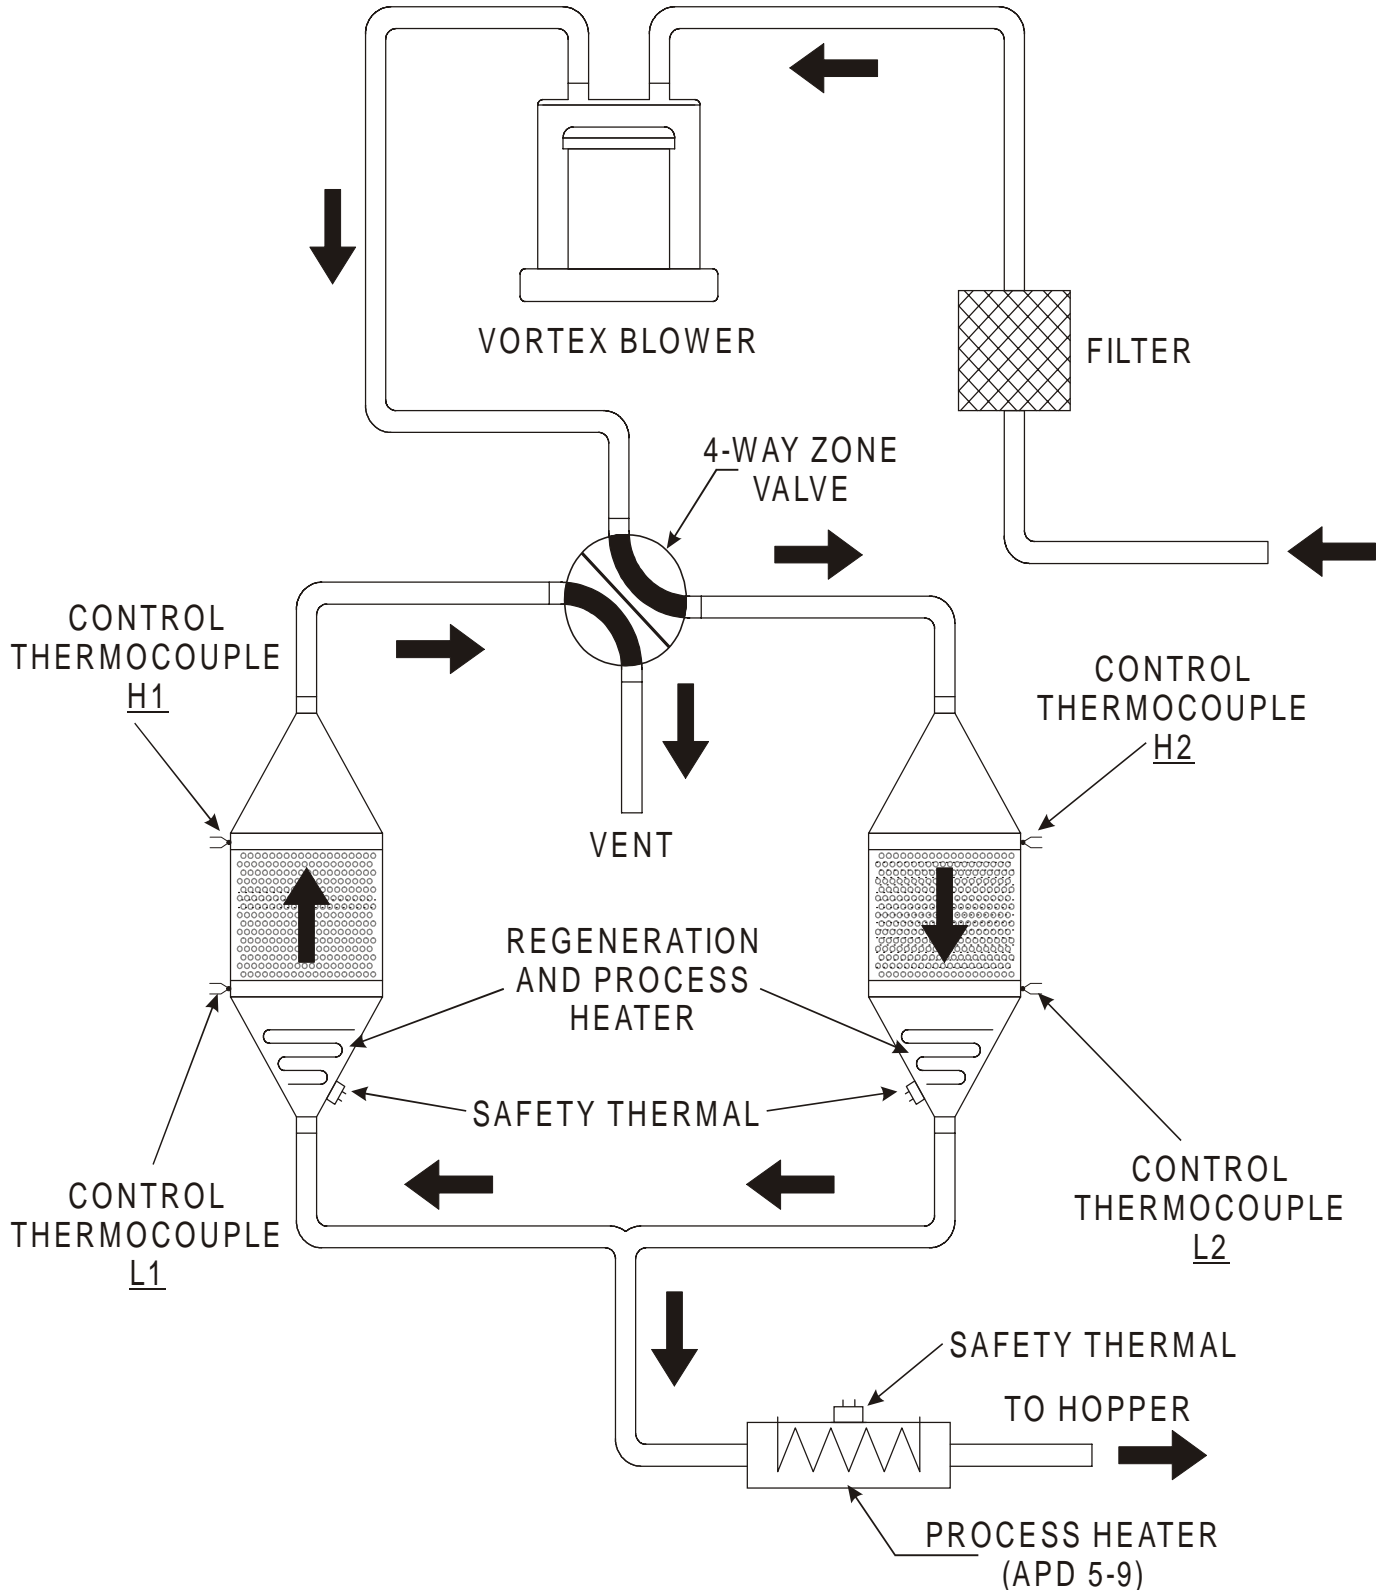 VORTEX BLOWER
FILTER
4-WAY ZONE
VALVE
CONTROL
THERMOCOUPLE
H1
CONTROL
THERMOCOUPLE
H2
VENT
REGENERATION
AND PROCESS
HEATER
SAFETY THERMAL
CONTROL
THERMOCOUPLE
L1
CONTROL
THERMOCOUPLE
L2
SAFETY THERMAL
TO HOPPER
PROCESS HEATER
(APD 5-9)